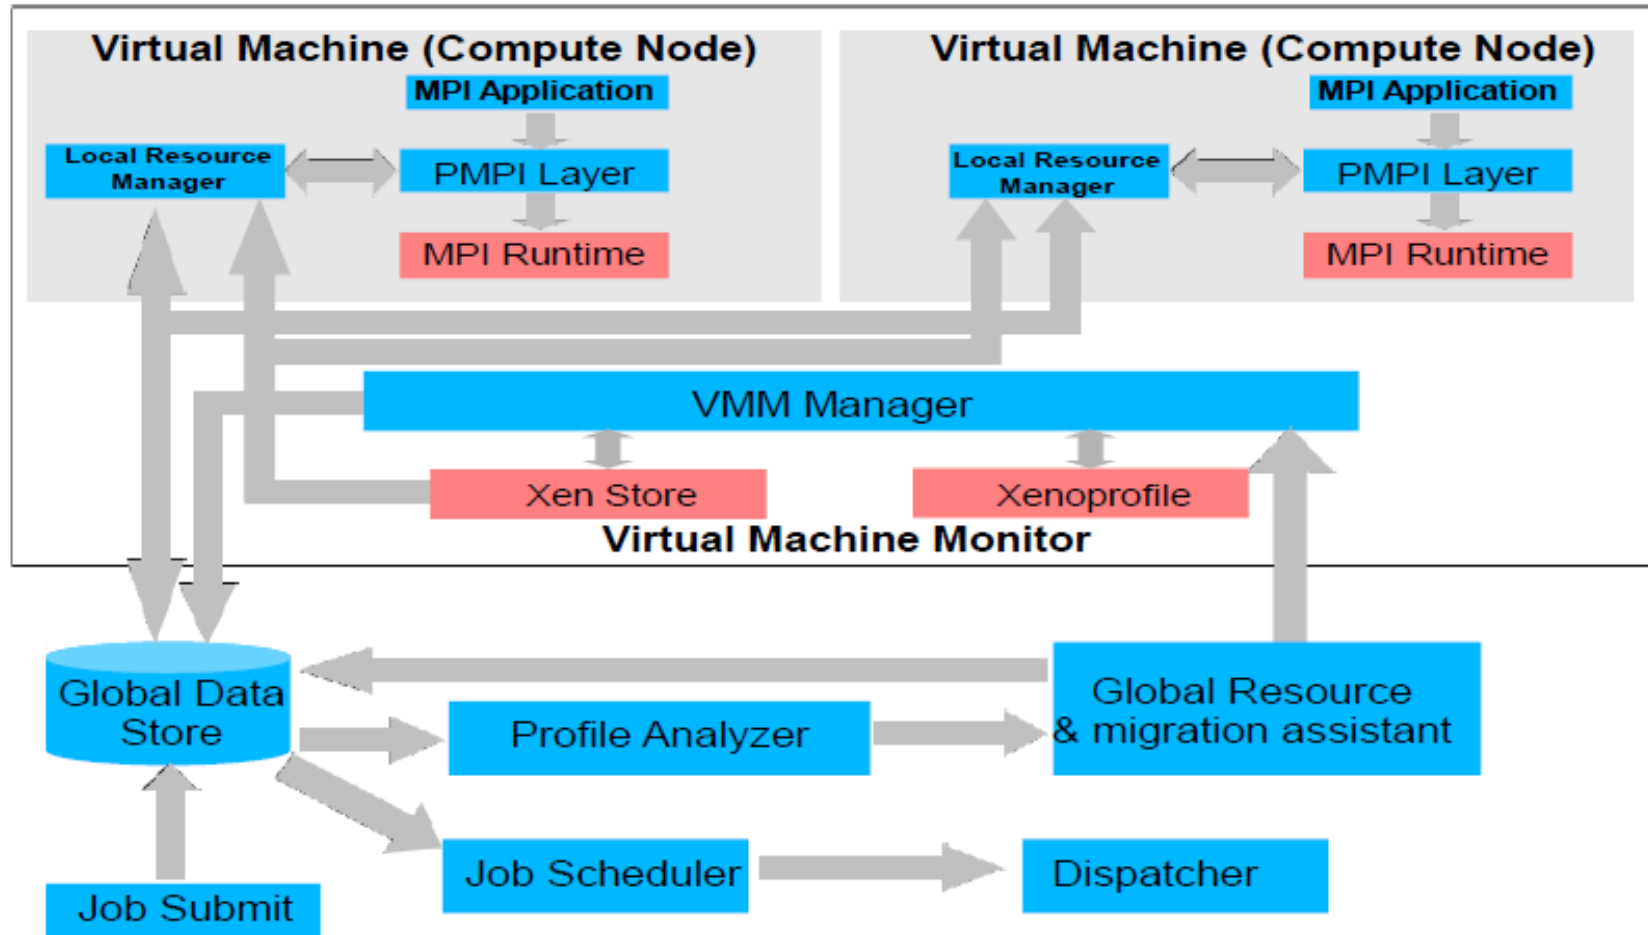 Virtual Machine (Compute Node)
MPI Application
Local Resource
Manager
PMPI Layer
MPI Runtime
Virtual Machine (Compute Node)
MPI Application
Local Resource
Manager
PMPI Layer
MPI Runtime
VMM Manager
Xen Store
Xenoprofile
Virtual Machine Monitor
Global Data
Store
Profile Analyzer
Global Resource
& migration assistant
Job Scheduler
Dispatcher
Job Submit